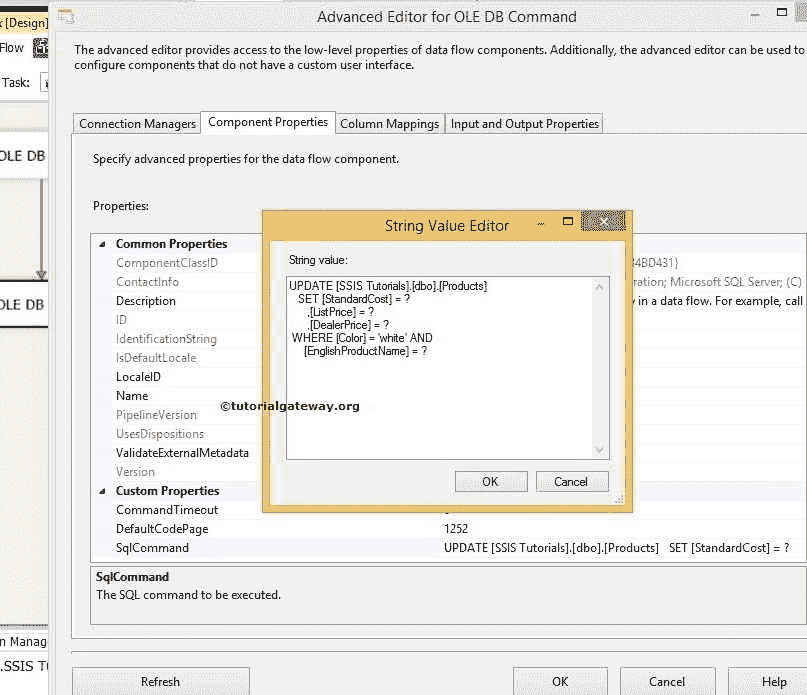 Advanced Editor for OLE DB Command
[Design]
Flow
The advanced editor provides access to the low-level properties of data flow components. Additionally, the advanced editor can be used to
configure components that do not have a custom user interface.
Task:
Connection Managers
Component Properties
Column Mappings
Input and Output Properties
OLE DB
Specify advanced properties for the data flow component.
Properties:
String Value Editor
Common Properties
String value:
ComponentClassID
4BD431}
ContactInfo
ration; Microsoft SQL Server; (C)
UPDATE [SSIS Tutorials].[dbo].[Products]
SET [StandardCost] = ?
,[ListPrice] = ?
,[DealerPrice] = ?
WHERE [Color] = 'white' AND
[EnglishProductName] = ?
Description
y in a data flow. For example, call
OLE DB
ID
IdentificationString
IsDefaultLocale
LocaleID
Name
©tutorialgateway.org
PipelineVersion
UsesDispositions
ValidateExternalMetadata
Version
OK
Cancel
Custom Properties
CommandTimeout
DefaultCodePage
1252
SqlCommand
UPDATE [SSIS Tutorials].[dbo].[Products] SET [StandardCost] = ?
SqlCommand
The SQL command to be executed.
n Manag
.SSIS Tu
Refresh
OK
Cancel
Help